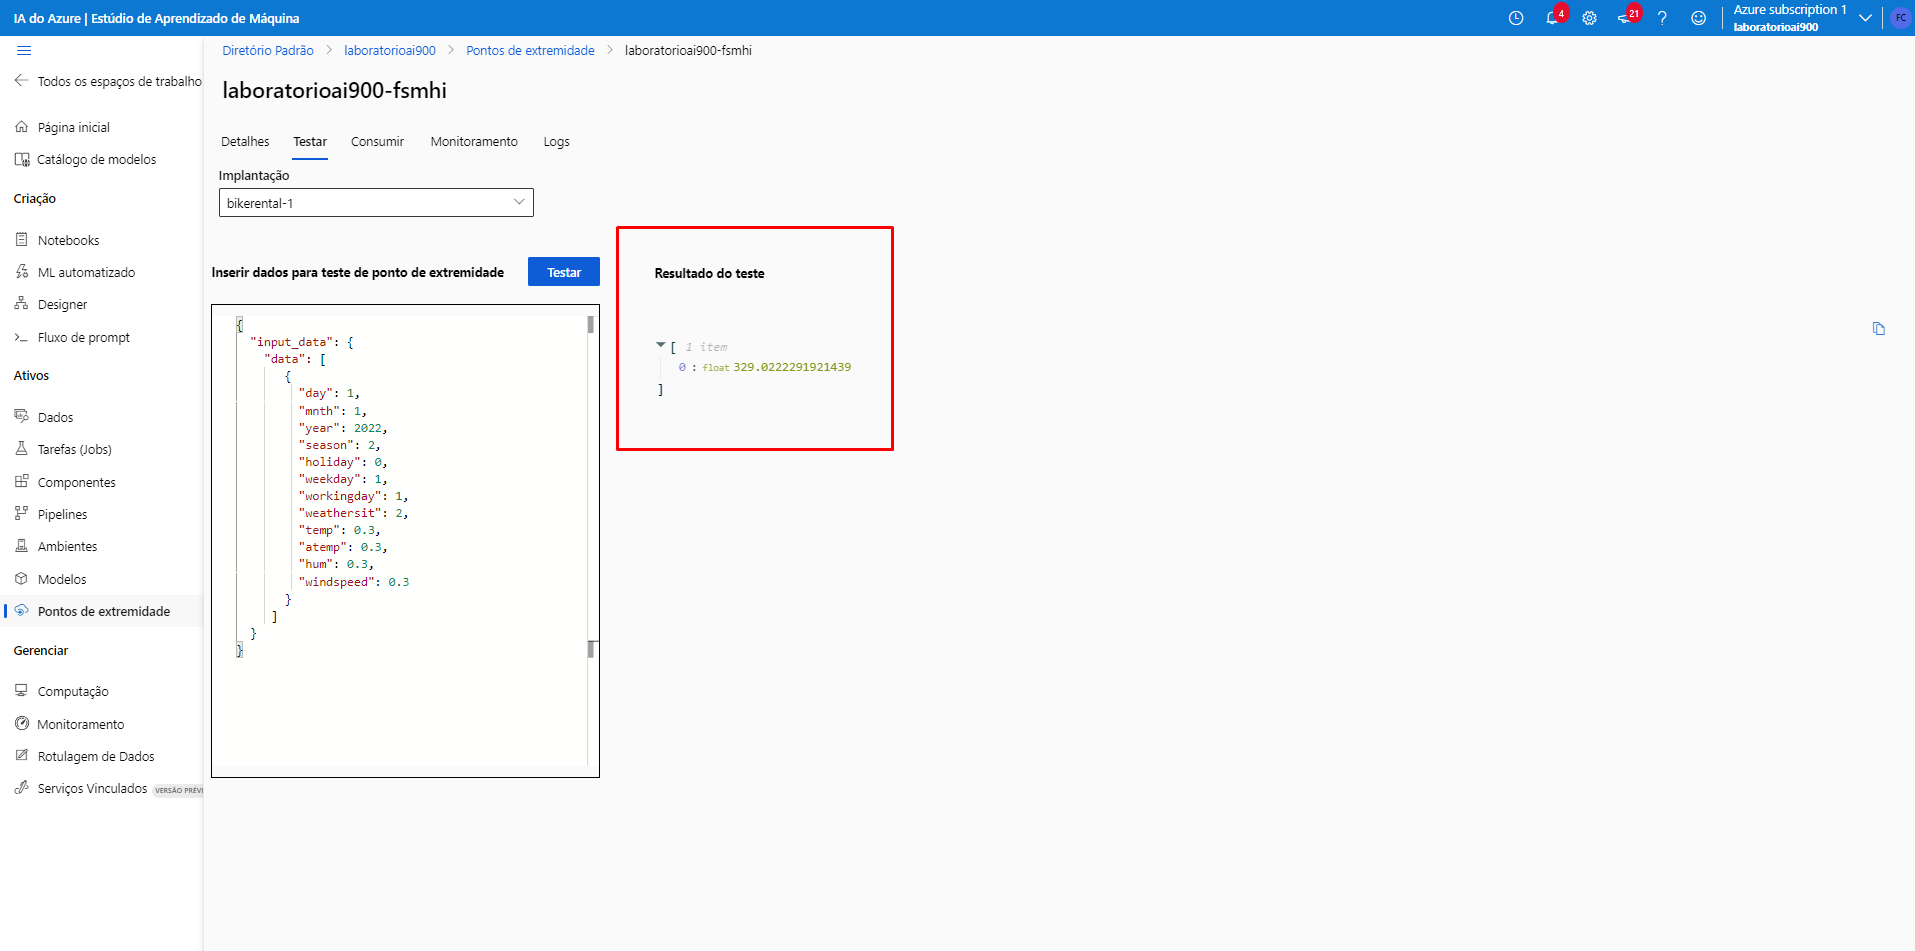 IA do Azure | Estúdio de Aprendizado de Máquina
4
21
Azure subscription 1
laboratorioai900
FC
Todos os espaços de trabalho
Página inicial
Catálogo de modelos
Criação
Notebooks
ML automatizado
Designer
Fluxo de prompt
Ativos
Dados
Tarefas (Jobs)
Componentes
Pipelines
Ambientes
Modelos
Pontos de extremidade
Gerenciar
Computação
Monitoramento
Rotulagem de Dados
Serviços Vinculados VERSÃO PRÉVI
Diretório Padrão > laboratorioai900 > Pontos de extremidade > laboratorioai900-fsmhi
laboratorioai900-fsmhi
Detalhes Testar Consumir Monitoramento Logs
Implantação
bikerental-1
Inserir dados para teste de ponto de extremidade Testar
{
"input_data": {
"data": [
{
"day": 1,
"mnth": 1,
"year": 2022,
"season": 2,
"holiday": 0,
"weekday": 1,
"workingday": 1,
"weathersit": 2,
"temp": 0.3,
"atemp": 0.3,
"hum": 0.3,
"windspeed": 0.3
}
]
}
}
Resultado do teste
[ 1 item
0 : float 329.0222291921439
]